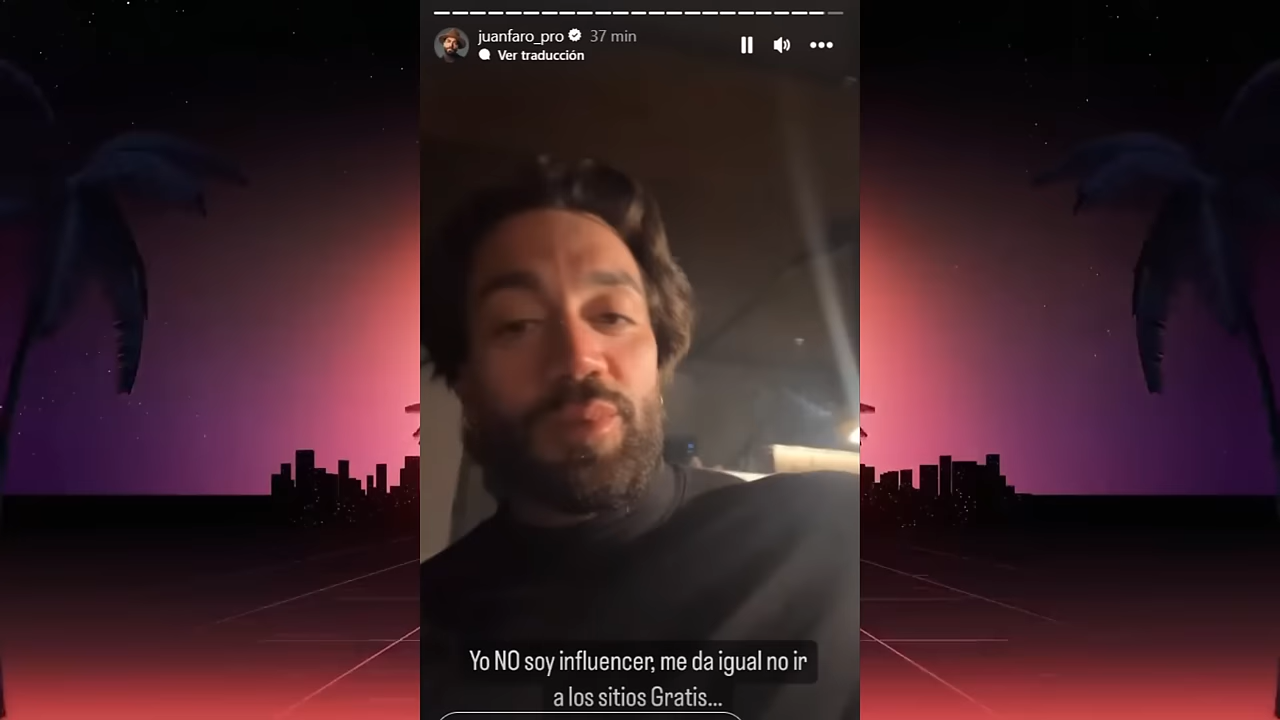 juanfaro_pro 37 min
Ver traducción
Yo NO soy influencer, me da igual no ir
a los sitios Gratis...